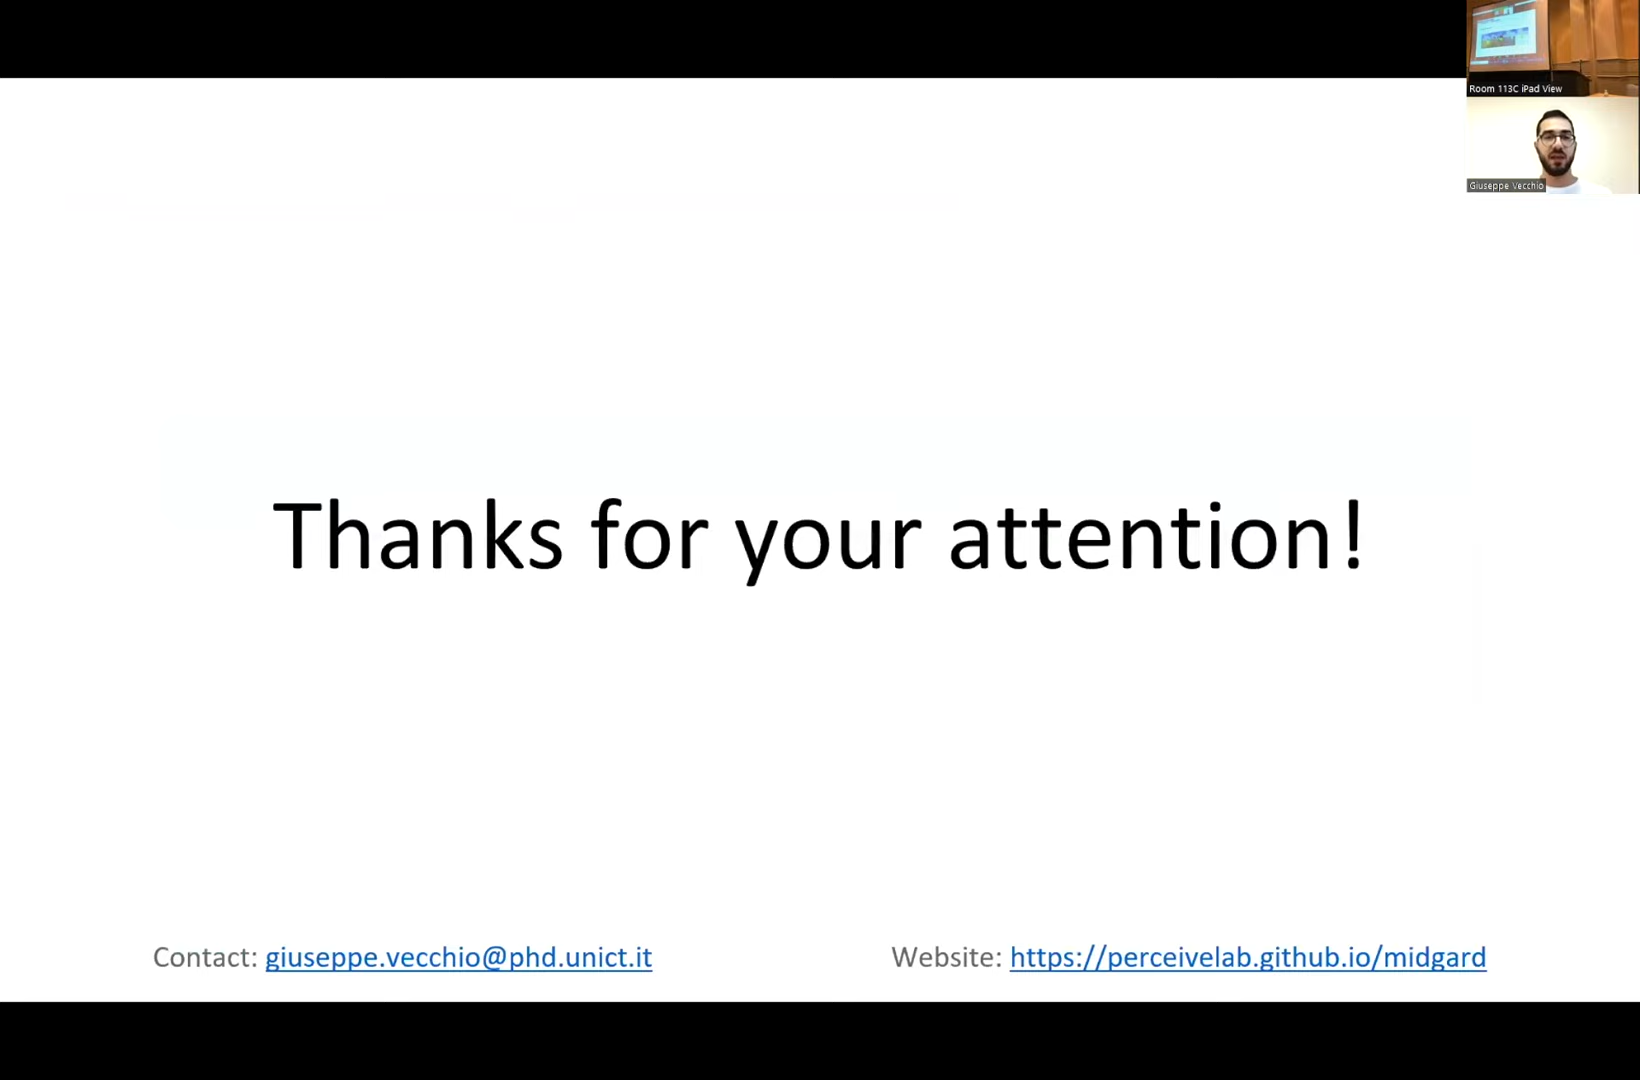 Room 113C iPad View
Giuseppe Vecchio
Thanks for your attention!
Contact: giuseppe.vecchio@phd.unict.it
Website: https://perceivelab.github.io/midgard